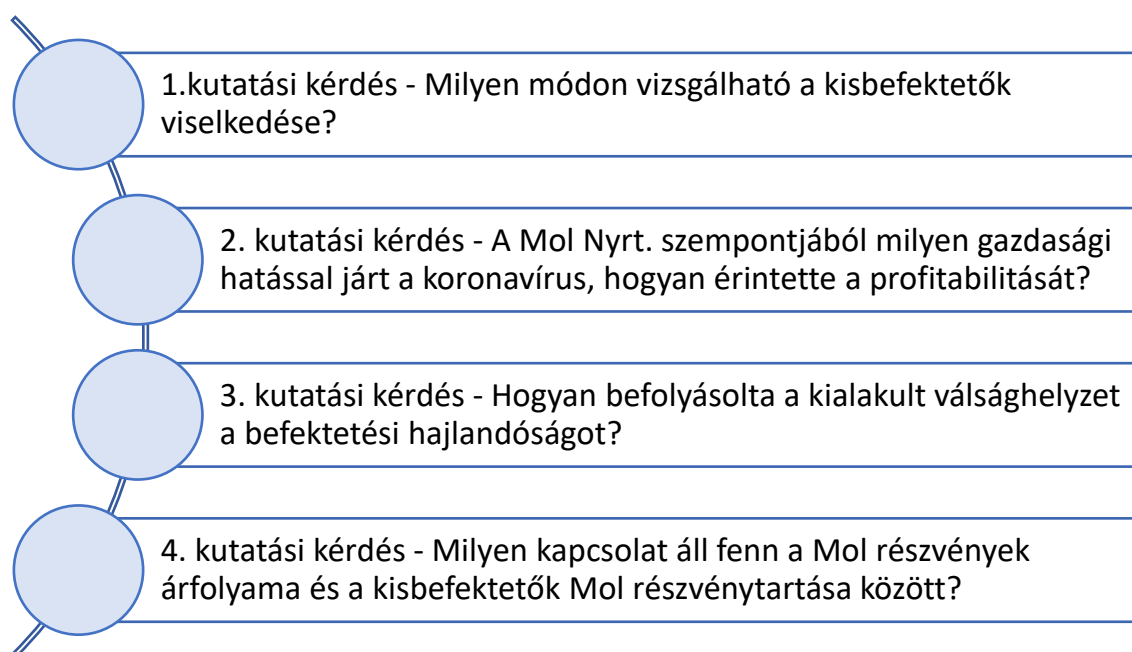 1.kutatási kérdés - Milyen módon vizsgálható a kisbefektetők
viselkedése?
2. kutatási kérdés - A Mol Nyrt. szempontjából milyen gazdasági
hatással járt a koronavírus, hogyan érintette a profitabilitását?
3. kutatási kérdés - Hogyan befolyásolta a kialakult válsághelyzet
a befektetési hajlandóságot?
4. kutatási kérdés - Milyen kapcsolat áll fenn a Mol részvények
árfolyama és a kisbefektetők Mol részvénytartása között?